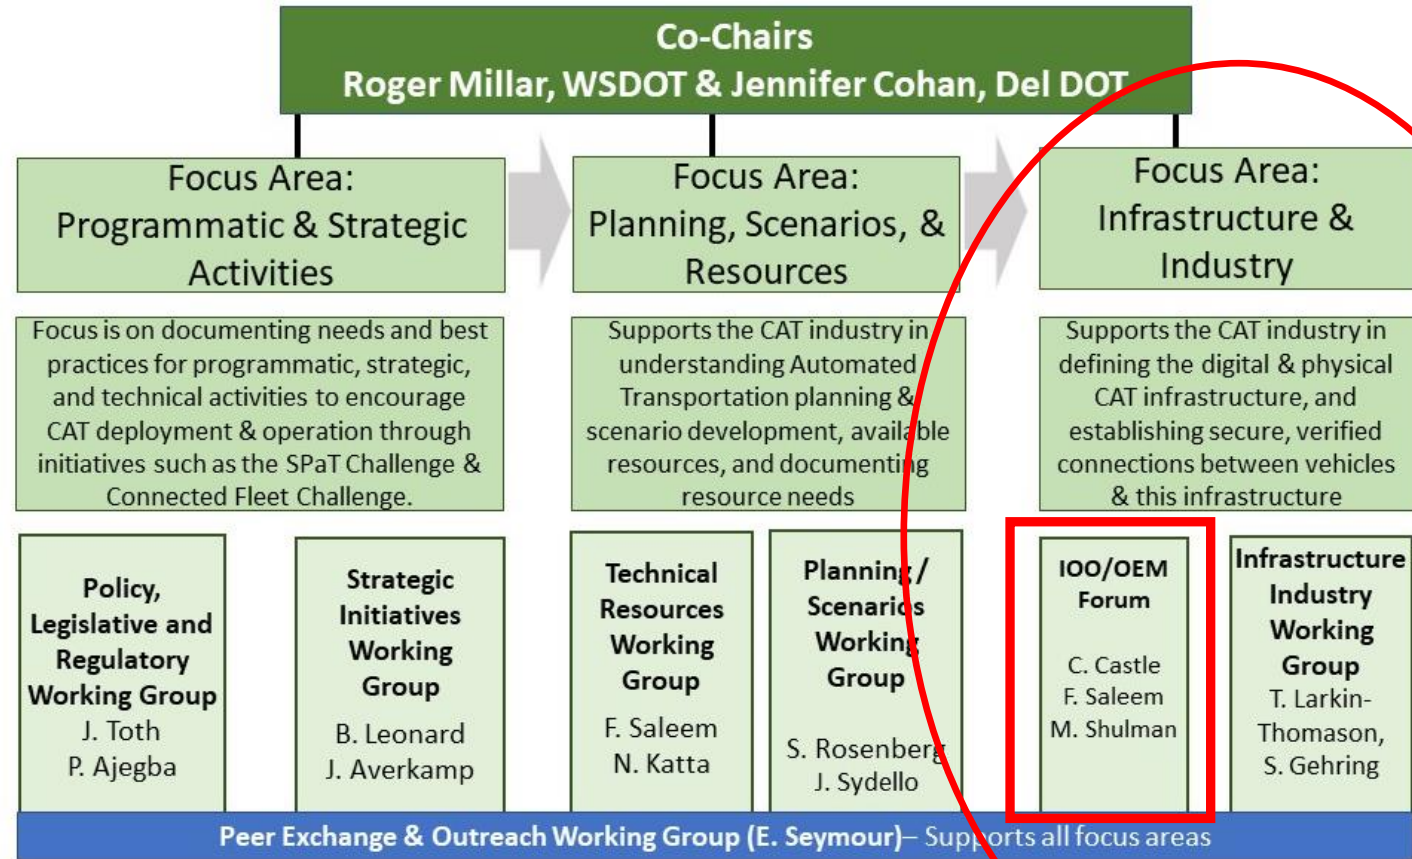 Co-Chairs
Roger Millar, WSDOT & Jennifer Cohan, Del DOT
Focus Area:
Programmatic & Strategic
Activities
Focus Area:
Planning, Scenarios, &
Resources
Focus Area:
Infrastructure &
Industry
Focus is on documenting needs and best
practices for programmatic, strategic,
and technical activities to encourage
CAT deployment & operation through
initiatives such as the SPaT Challenge &
Connected Fleet Challenge.
Supports the CAT industry in
understanding Automated
Transportation planning &
scenario development, available
resources, and documenting
resource needs
Supports the CAT industry in
defining the digital & physical
CAT infrastructure, and
establishing secure, verified
connections between vehicles
& this infrastructure
Policy,
Legislative and
Regulatory
Working Group
J. Toth
P. Ajegba
Strategic
Initiatives
Working
Group
B. Leonard
J. Averkamp
Technical
Resources
Working
Group
F. Saleem
N. Katta
Planning /
Scenarios
Working
Group
S. Rosenberg
J. Sydello
IOO/OEM
Forum
C. Castle
F. Saleem
M. Shulman
Infrastructure
Industry
Working
Group
T. Larkin-
Thomason,
S. Gehring
Peer Exchange & Outreach Working Group (E. Seymour)– Supports all focus areas